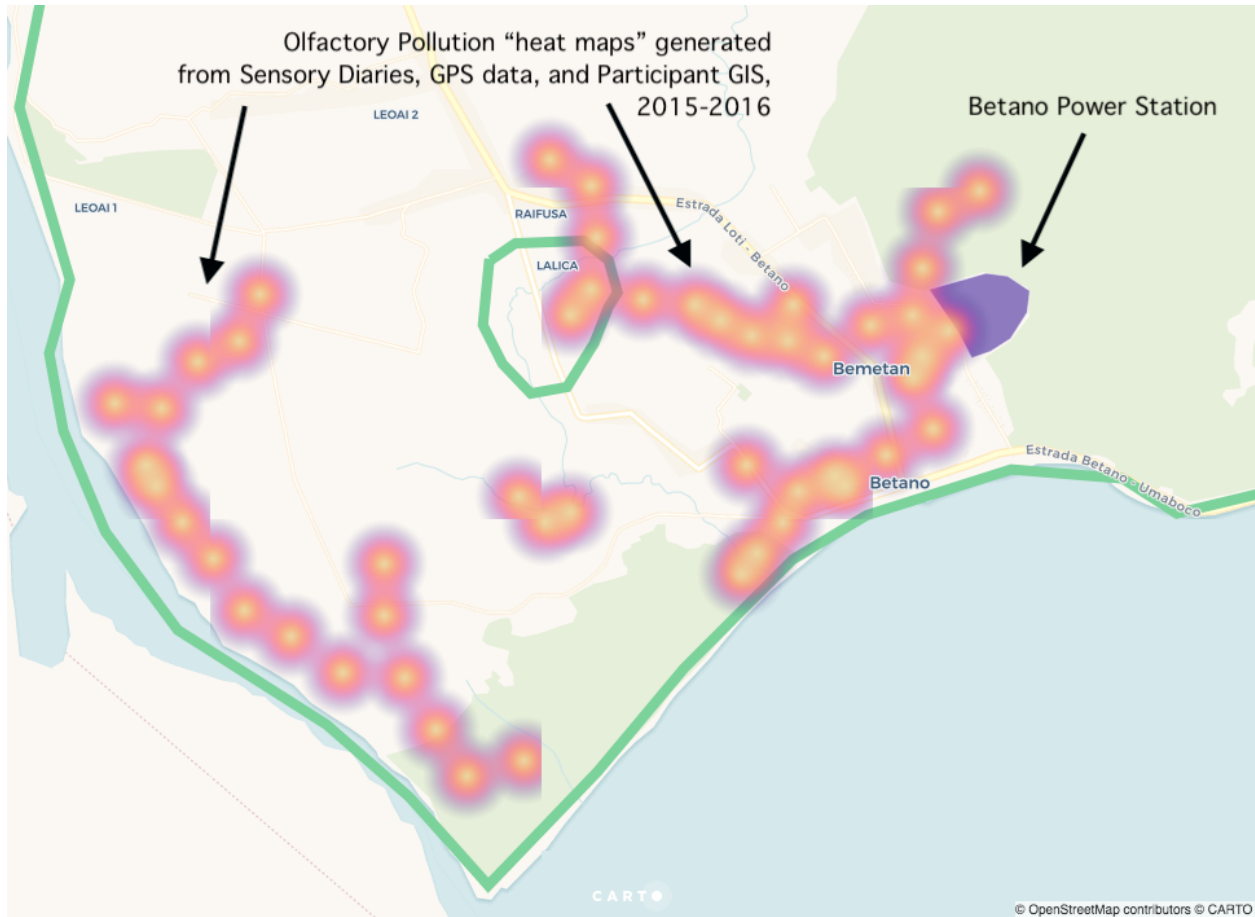 Olfactory Pollution “heat maps” generated
from Sensory Diaries, GPS data, and Participant GIS,
2015-2016
Betano Power Station
LEOAI 2
LEOAI 1
RAIFUSA
Estrada Loti - Betano
LALICA
Bemetan
Estrada Betano - Umaboco
Betano
CARTO
© OpenStreetMap contributors © CARTO